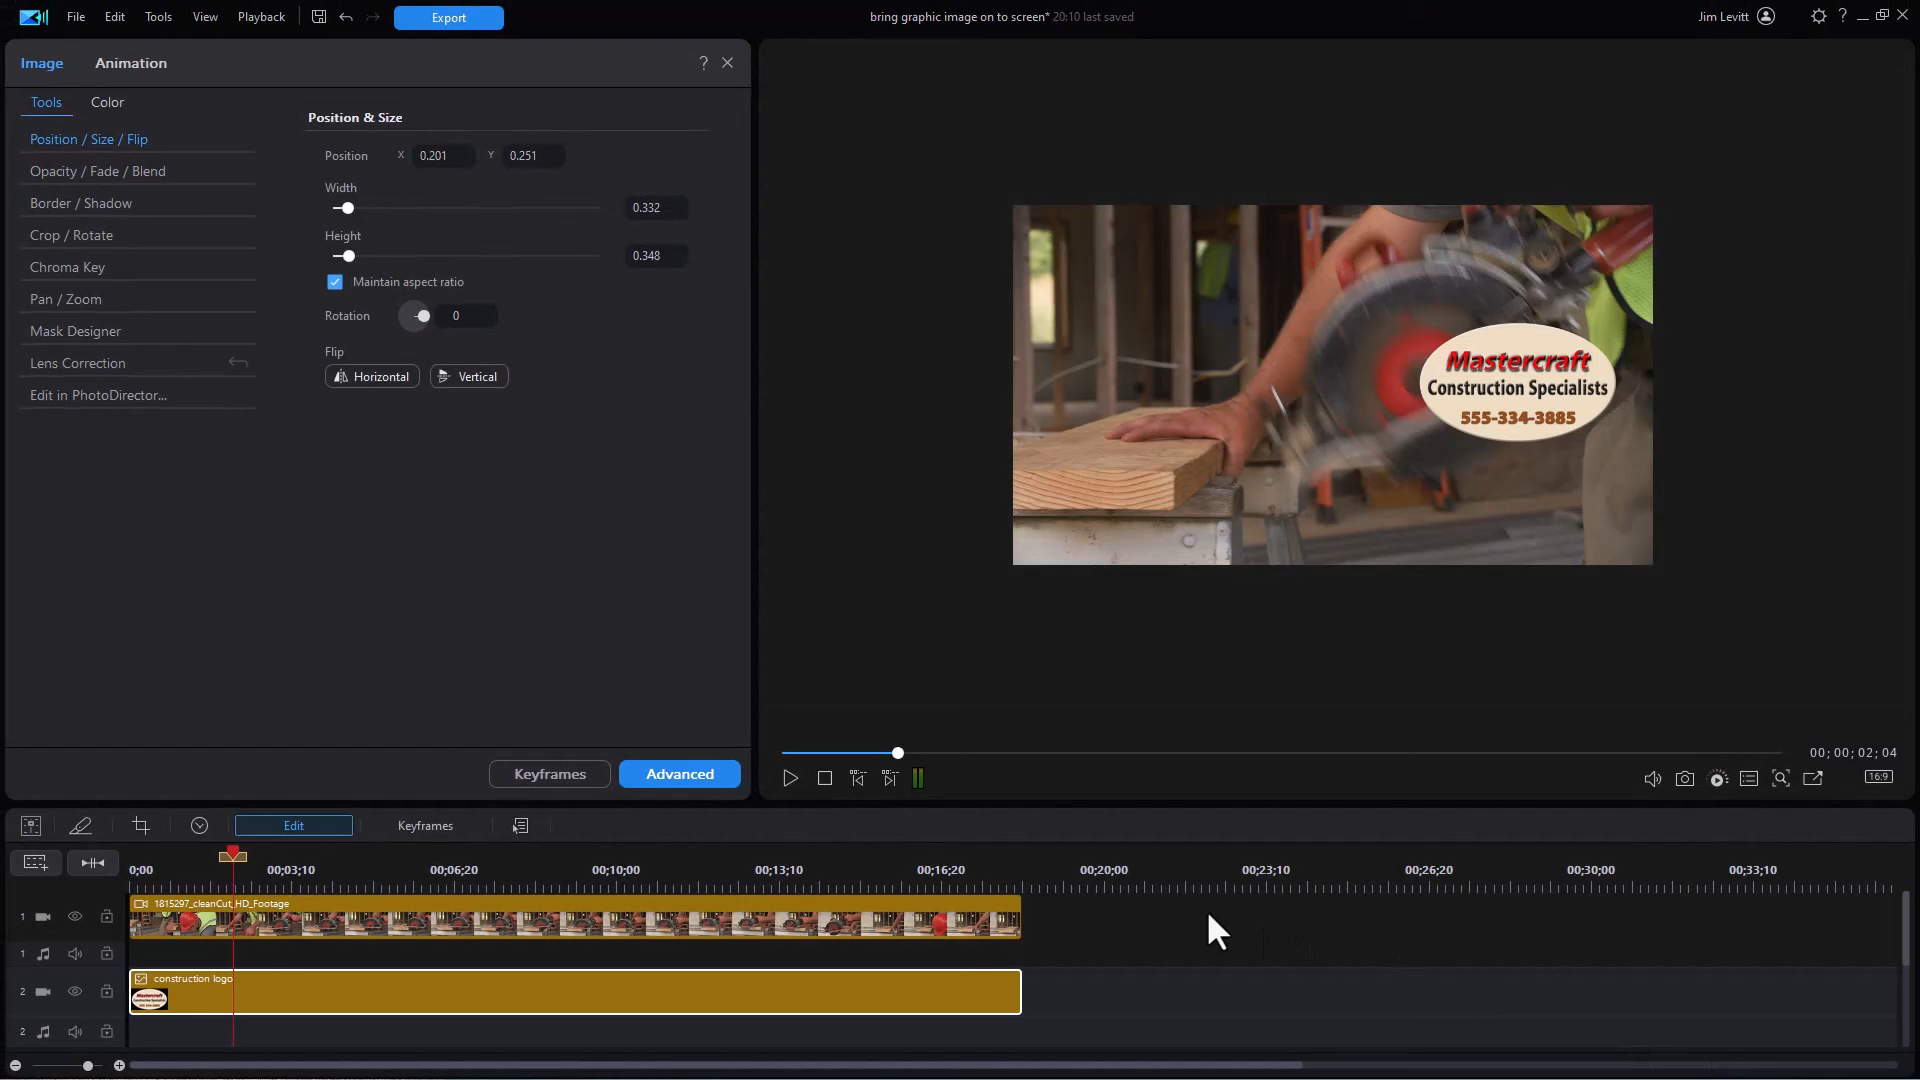 File Edit Tools View Playback Export bring graphic image on to screen* 20:10 last saved Jim Levitt ?
Image Animation ?
Tools Color
Position / Size / Flip
Opacity / Fade / Blend
Border / Shadow
Crop / Rotate
Chroma Key
Pan / Zoom
Mask Designer
Lens Correction
Edit in PhotoDirector...
Position & Size
Position X 0.201 Y 0.251
Width
0.332
Height
0.348
Maintain aspect ratio
Rotation 0
Flip
Horizontal Vertical
Keyframes Advanced
Mastercraft
Construction Specialists
555-334-3885
00; 00; 02; 04
16:9
Edit Keyframes
0;00 00;03;10 00;06;20 00;10;00 00;13;10 00;16;20 00;20;00 00;23;10 00;26;20 00;30;00 00;33;10
1 1815297_cleanCut_HD_Footage
1
2 construction logo
2